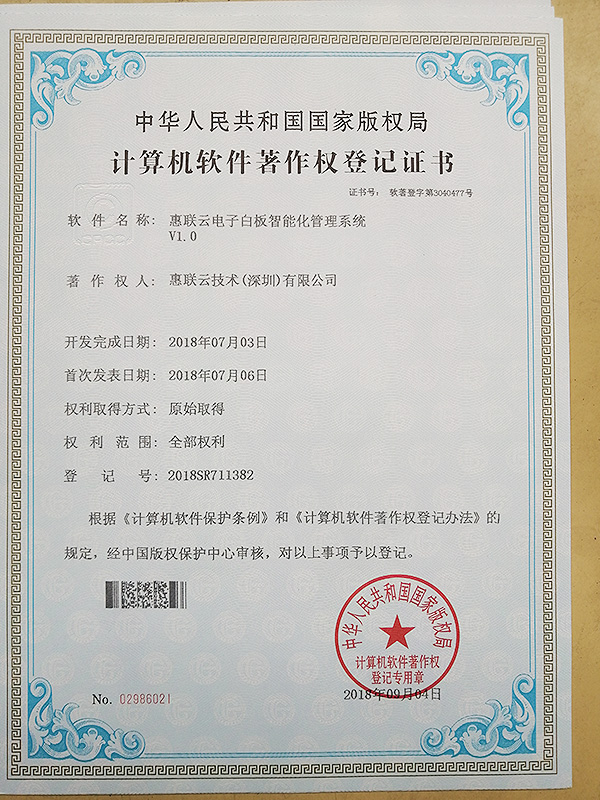 中华人民共和国国家版权局
计算机软件著作权登记证书
证书号： 软著登字第3040477号
软件名称： 惠联云电子白板智能化管理系统
V1.0
著作权人： 惠联云技术(深圳)有限公司
开发完成日期： 2018年07月03日
首次发表日期： 2018年07月06日
权利取得方式： 原始取得
权利范围： 全部权利
登记号： 2018SR711382
根据《计算机软件保护条例》和《计算机软件著作权登记办法》的
规定，经中国版权保护中心审核，对以上事项予以登记。
中华人民共和国国家版权局
计算机软件著作权
登记专用章
No. 02986021
2018年09月04日